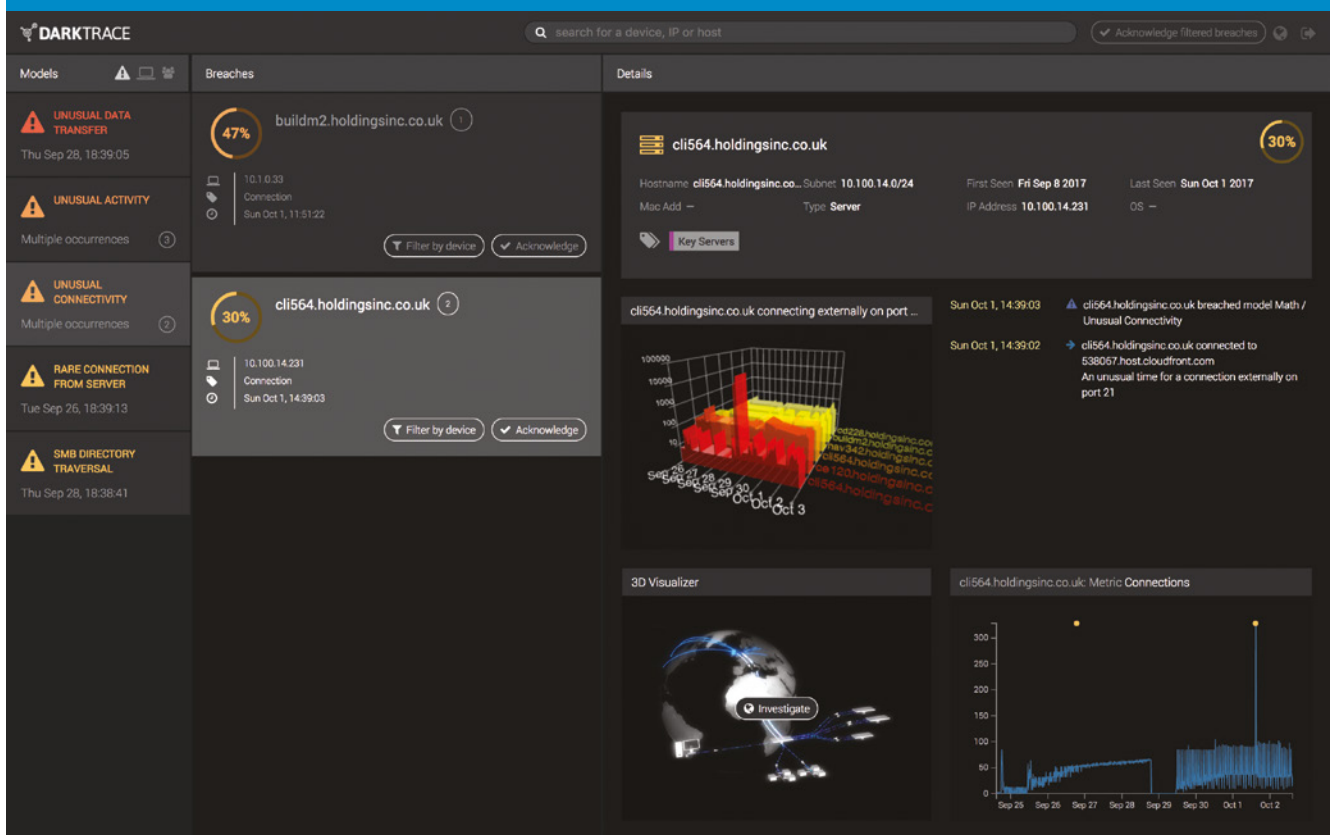 DARKTRACE
search for a device, IP or host
Acknowledge filtered breaches
Models
Breaches
Details
UNUSUAL DATA
TRANSFER
Thu Sep 28, 18:39:05
UNUSUAL ACTIVITY
Multiple occurrences 3
UNUSUAL
CONNECTIVITY
Multiple occurrences 2
RARE CONNECTION
FROM SERVER
Tue Sep 26, 18:39:13
SMB DIRECTORY
TRAVERSAL
Thu Sep 28, 18:38:41
47%
buildm2.holdingsinc.co.uk 1
10.1.0.33
Connection
Sun Oct 1, 11:51:22
Filter by device
Acknowledge
30%
cli564.holdingsinc.co.uk 2
10.100.14.231
Connection
Sun Oct 1, 14:39:03
Filter by device
Acknowledge
cli564.holdingsinc.co.uk
30%
Hostname cli564.holdingsinc.co... Subnet 10.100.14.0/24 First Seen Fri Sep 8 2017 Last Seen Sun Oct 1 2017
Mac Add – Type Server IP Address 10.100.14.231 OS –
Key Servers
cli564.holdingsinc.co.uk connecting externally on port ...
100000
10000
1000
100
10
Sep 26
Sep 27
Sep 28
Sep 29
Sep 30
Oct 1
Oct 2
Oct 3
buildm2.holdingsinc.c
nav342.holdingsinc.c
cli564.holdingsinc.c
cli564.holdingsinc.c
Sun Oct 1, 14:39:03
cli564.holdingsinc.co.uk breached model Math /
Unusual Connectivity
Sun Oct 1, 14:39:02
cli564.holdingsinc.co.uk connected to
538067.host.cloudfront.com
An unusual time for a connection externally on
port 21
3D Visualizer
Investigate
cli564.holdingsinc.co.uk: Metric Connections
300
250
200
150
100
50
0
Sep 25 Sep 26 Sep 27 Sep 28 Sep 29 Sep 30 Oct 1 Oct 2